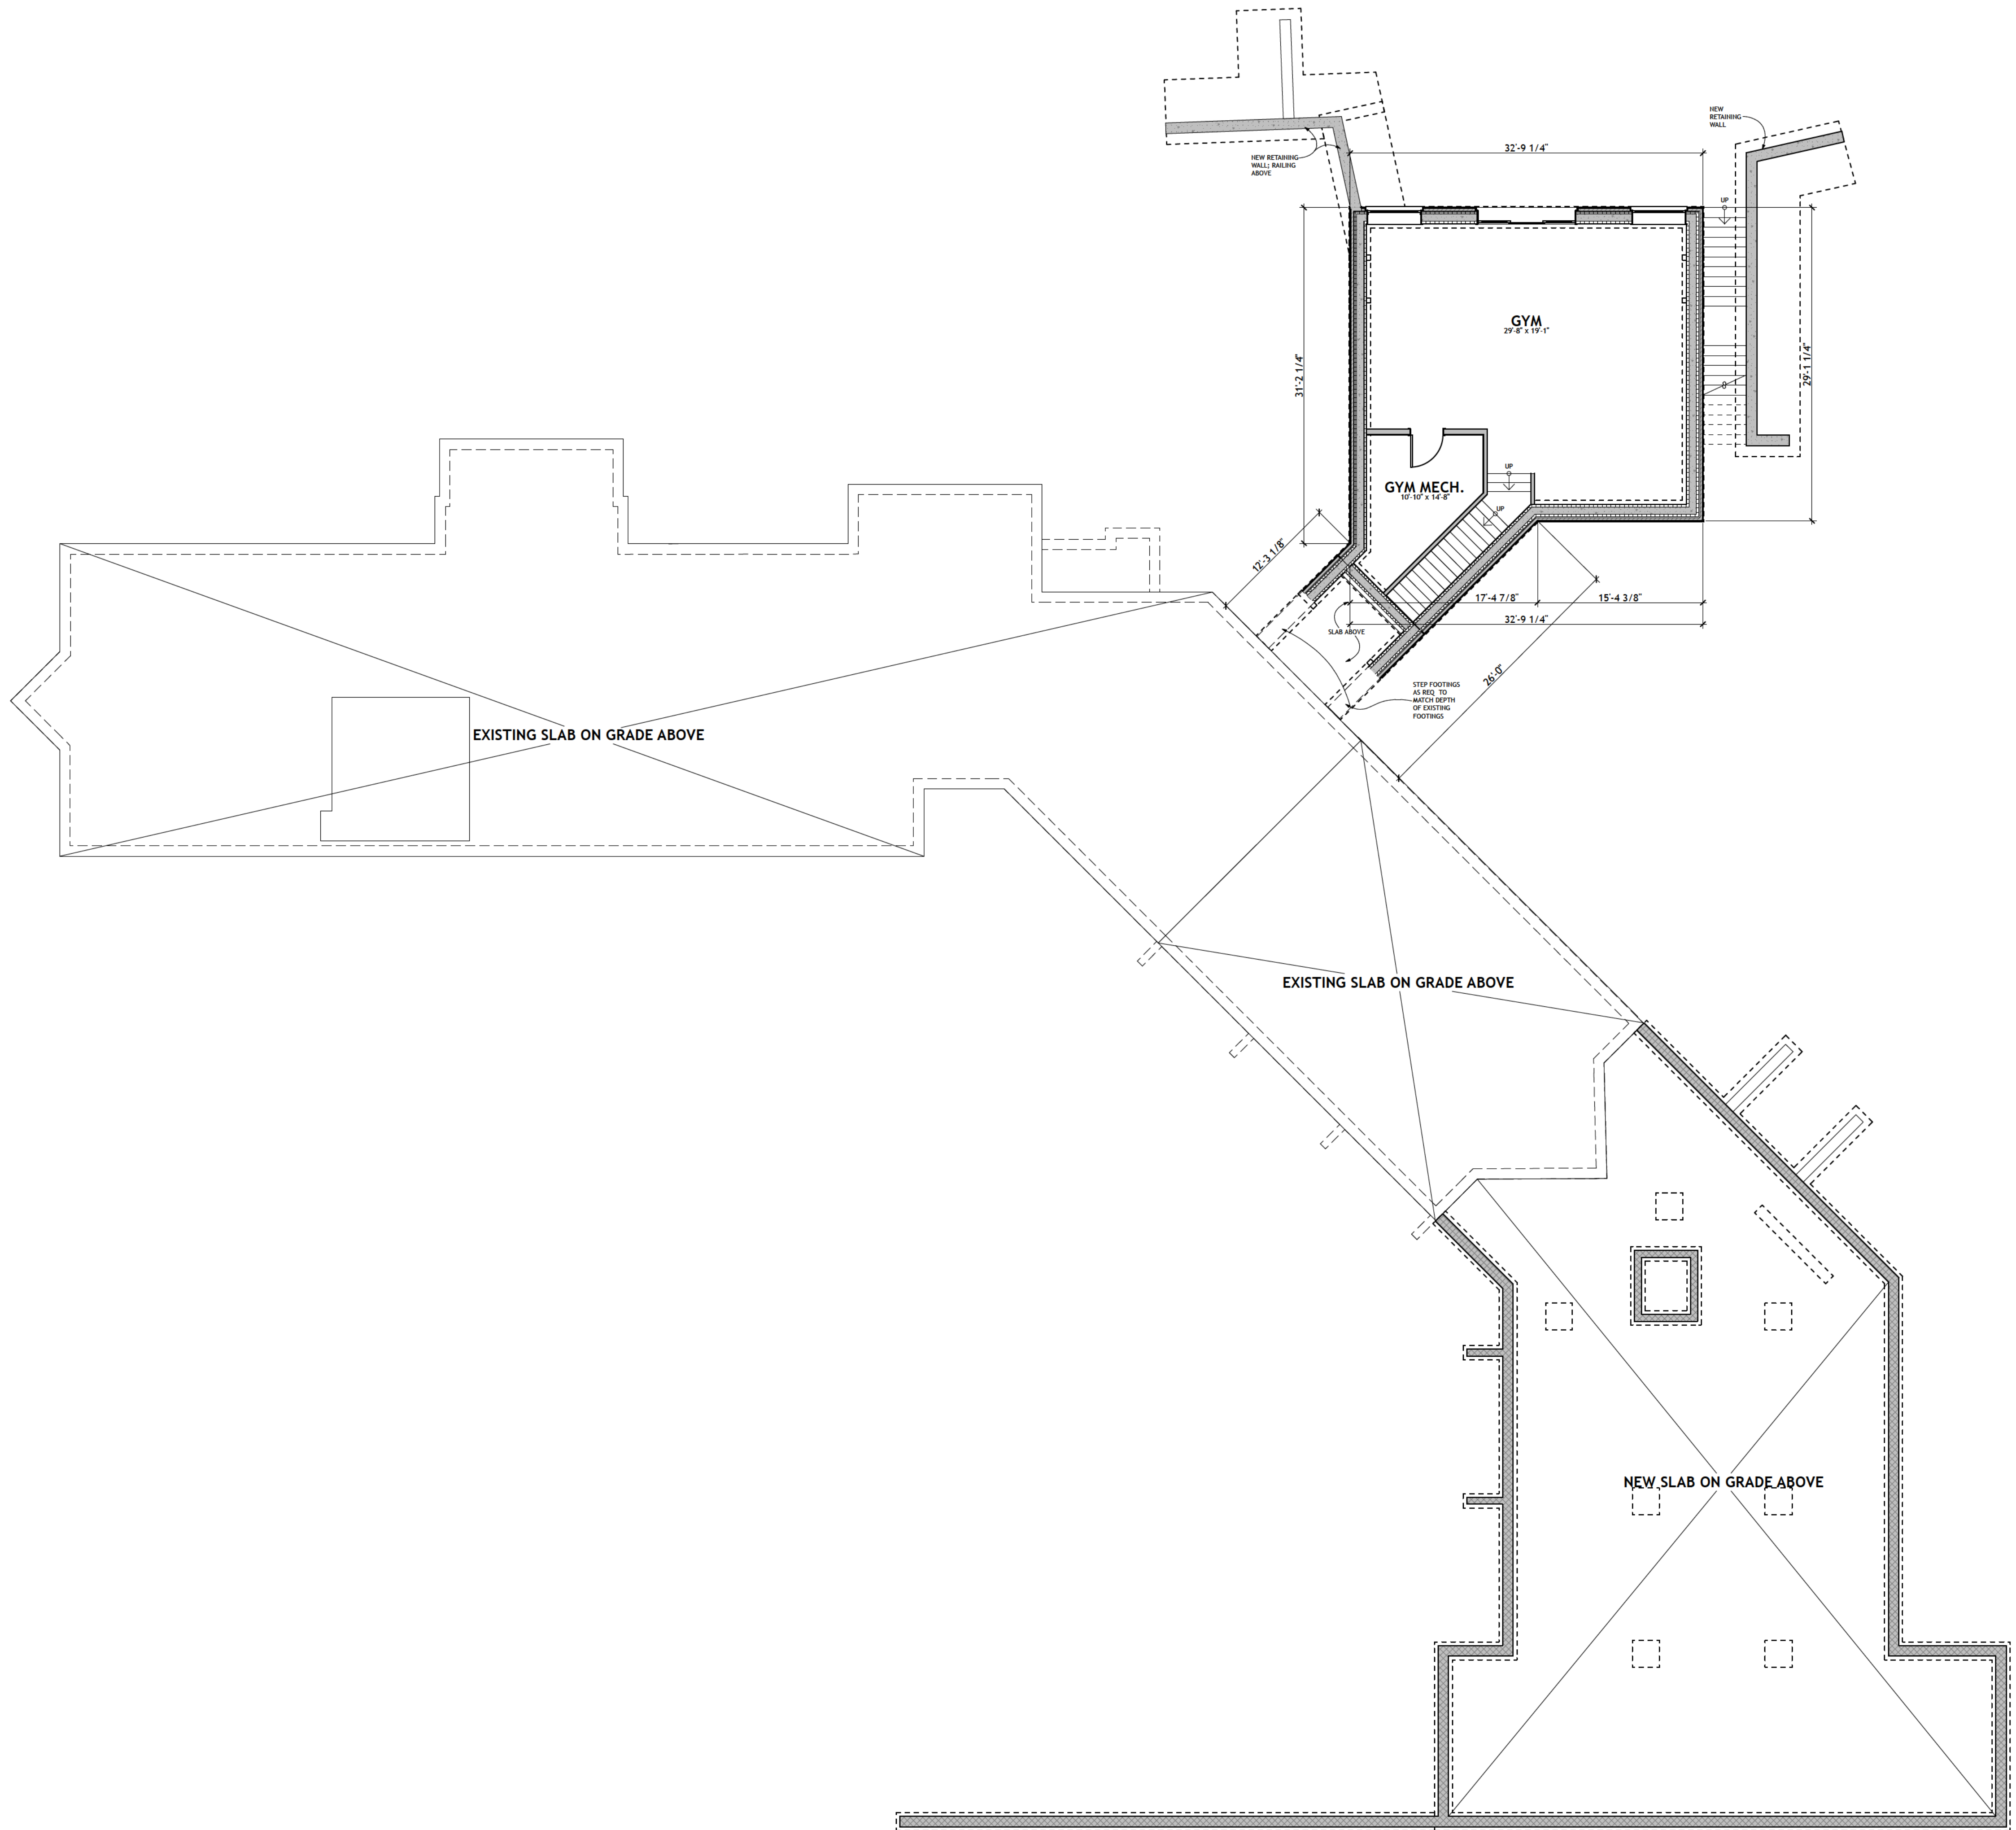 NEW
RETAINING
WALL
32'-9 1/4"
NEW RETAINING
WALL; RAILING
ABOVE
UP
GYM
29'-8" x 19'-1"
31'-2 1/4"
29'-1 1/4"
UP
GYM MECH.
10'-10" x 14'-8"
UP
12'-3 1/8"
17'-4 7/8"
15'-4 3/8"
32'-9 1/4"
SLAB ABOVE
26'-0"
STEP FOOTINGS
AS REQ TO
MATCH DEPTH
OF EXISTING
FOOTINGS
EXISTING SLAB ON GRADE ABOVE
EXISTING SLAB ON GRADE ABOVE
NEW SLAB ON GRADE ABOVE